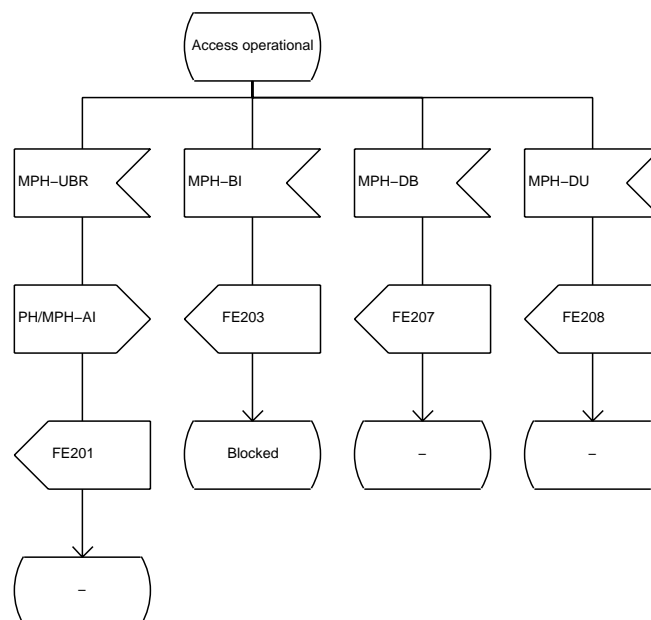 Access operational
MPH−UBR
MPH−BI
MPH−DB
MPH−DU
PH/MPH−AI
FE203
FE207
FE208
FE201
Blocked
−
−
−